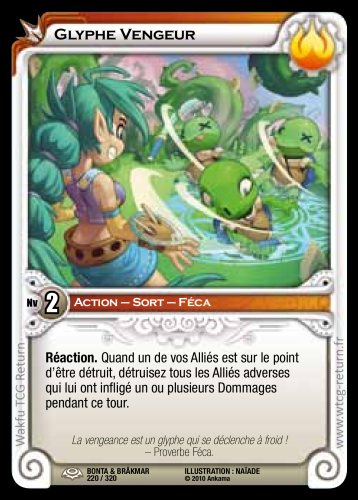 Glyphe Vengeur
Nv 2 Action – Sort – Féca
Réaction. Quand un de vos Alliés est sur le point
d'être détruit, détruisez tous les Alliés adverses
qui lui ont infligé un ou plusieurs Dommages
pendant ce tour.
La vengeance est un glyphe qui se déclenche à froid !
– Proverbe Féca.
BONTA & BRÂKMAR
220 / 320
ILLUSTRATION : NAÏADE
© 2010 Ankama
Wakfu TCG Return
www.wtcg-return.fr